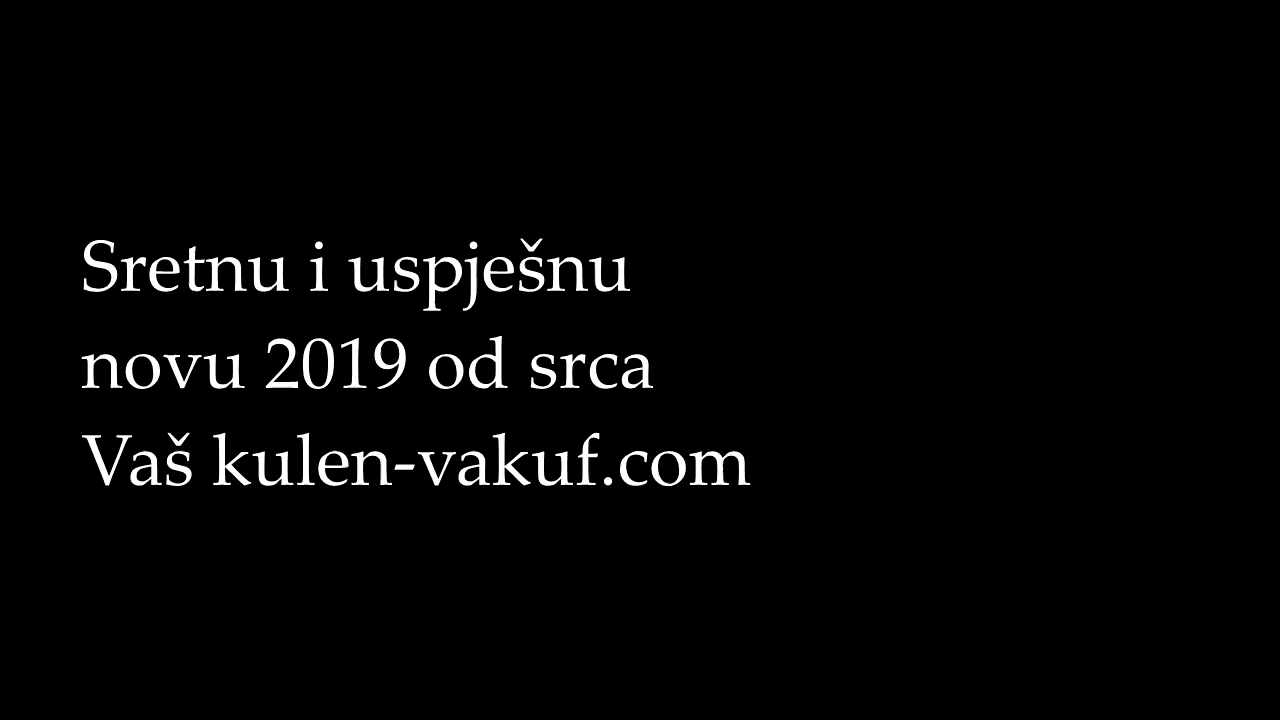 Sretnu i uspješnu
novu 2019 od srca
Vaš kulen-vakuf.com